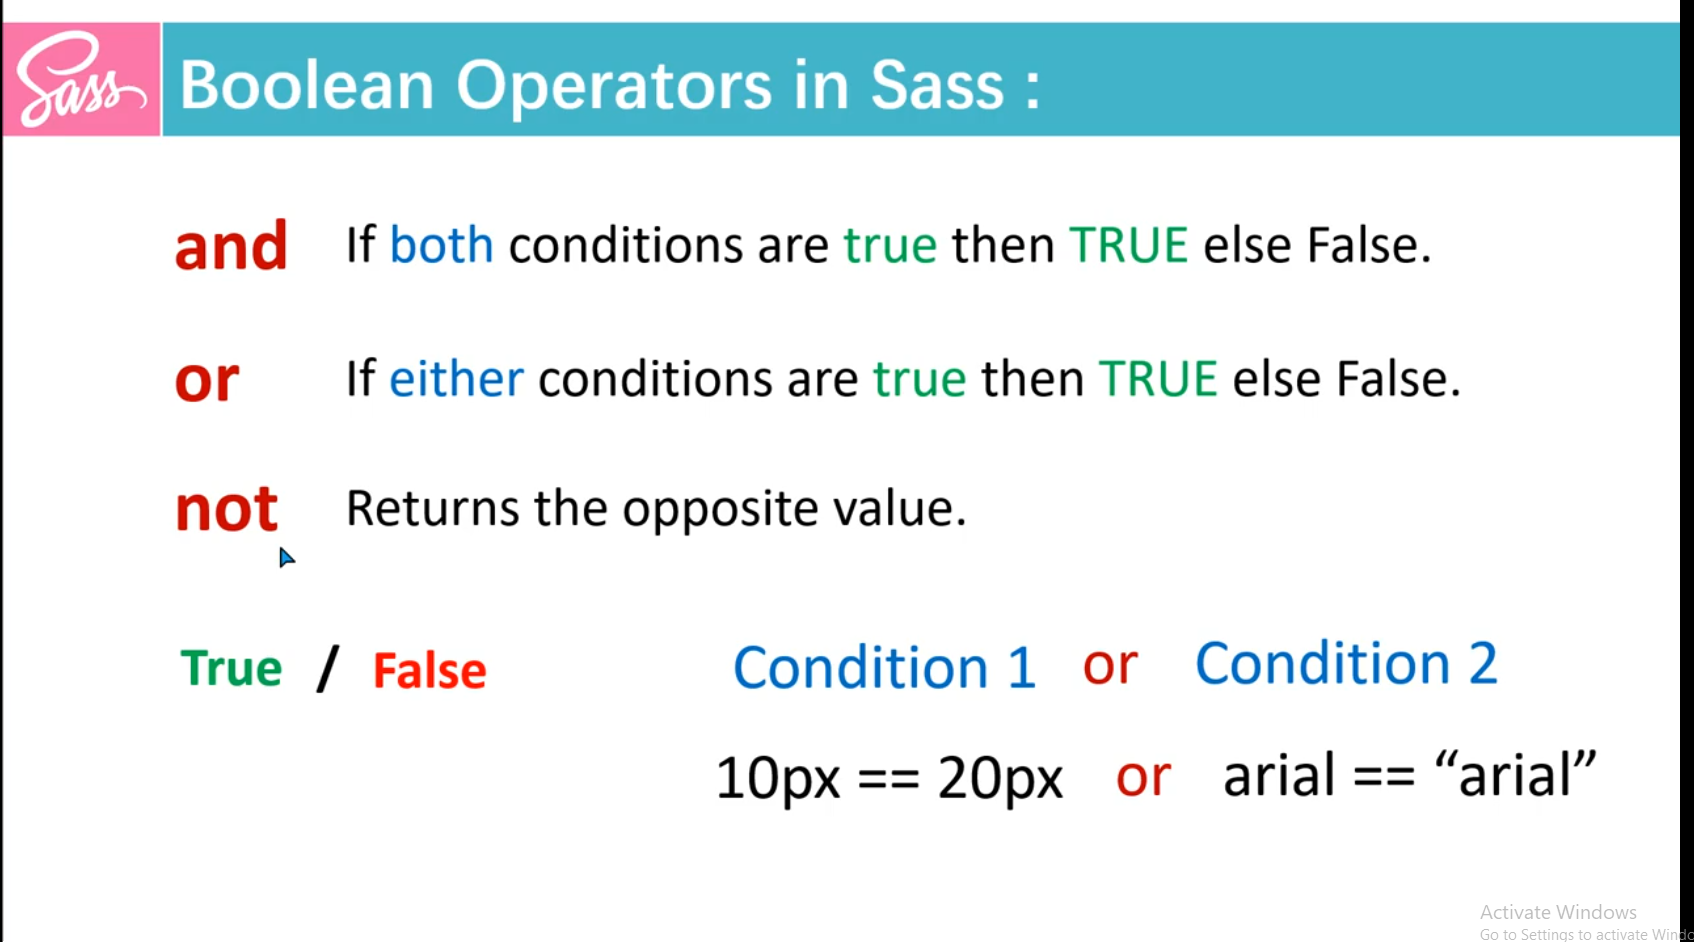 Sass
Boolean Operators in Sass :
and If both conditions are true then TRUE else False.
or If either conditions are true then TRUE else False.
not Returns the opposite value.
True / False
Condition 1 or Condition 2
10px == 20px or arial == “arial”
Activate Windows
Go to Settings to activate Windo